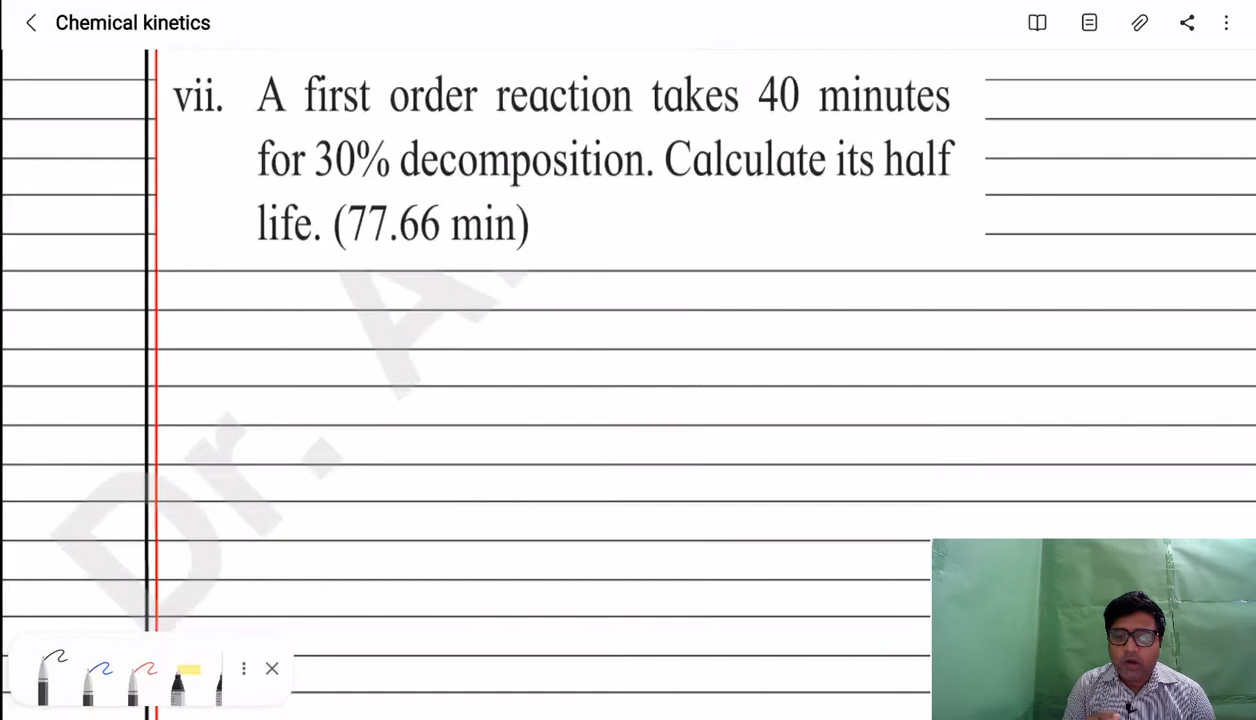 Chemical kinetics
vii. A first order reaction takes 40 minutes
for 30% decomposition. Calculate its half
life. (77.66 min)
Dr. A